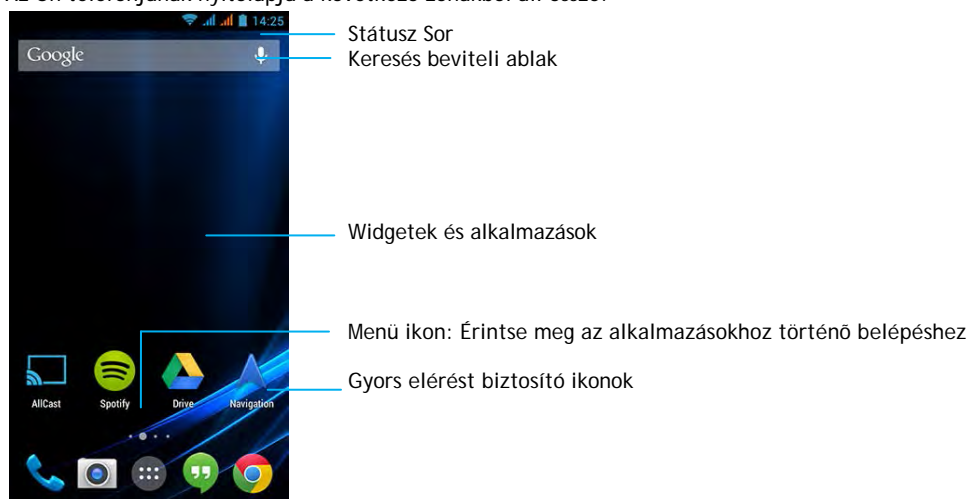 14:25
Státusz Sor
Google
Keresés beviteli ablak
Widgetek és alkalmazások
Menü ikon: Érintse meg az alkalmazásokhoz történő belépéshez
Gyors elérést biztosító ikonok
AllCast Spotify Drive Navigation